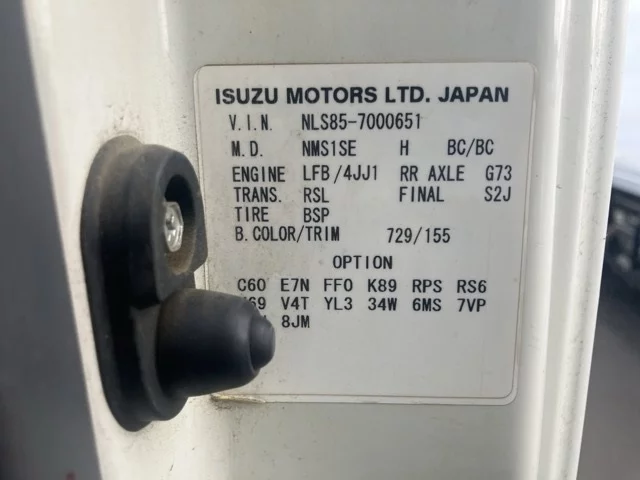 ISUZU MOTORS LTD. JAPAN
V.I.N. NLS85-7000651
M.D. NMS1SE H BC/BC
ENGINE LFB/4JJ1 RR AXLE G73
TRANS. RSL FINAL S2J
TIRE BSP
B.COLOR/TRIM 729/155
OPTION
C60 E7N FF0 K89 RPS RS6
V4T YL3 34W 6MS 7VP
8JM